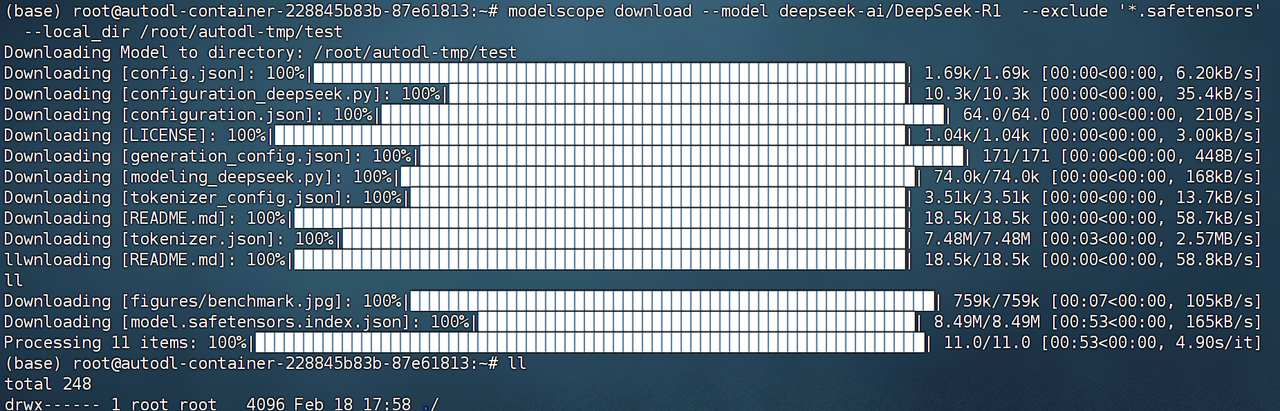 (base) root@autodl-container-228845b83b-87e61813:~# modelscope download --model deepseek-ai/DeepSeek-R1  --exclude '*.safetensors'
  --local_dir /root/autodl-tmp/test
Downloading Model to directory: /root/autodl-tmp/test
Downloading [config.json]: 100%| | 1.69k/1.69k [00:00<00:00, 6.20kB/s]
Downloading [configuration_deepseek.py]: 100%| | 10.3k/10.3k [00:00<00:00, 35.4kB/s]
Downloading [configuration.json]: 100%| | 64.0/64.0 [00:00<00:00, 210B/s]
Downloading [LICENSE]: 100%| | 1.04k/1.04k [00:00<00:00, 3.00kB/s]
Downloading [generation_config.json]: 100%| | 171/171 [00:00<00:00, 448B/s]
Downloading [modeling_deepseek.py]: 100%| | 74.0k/74.0k [00:00<00:00, 168kB/s]
Downloading [tokenizer_config.json]: 100%| | 3.51k/3.51k [00:00<00:00, 13.7kB/s]
Downloading [README.md]: 100%| | 18.5k/18.5k [00:00<00:00, 58.7kB/s]
Downloading [tokenizer.json]: 100%| | 7.48M/7.48M [00:03<00:00, 2.57MB/s]
llwnloading [README.md]: 100%| | 18.5k/18.5k [00:00<00:00, 58.8kB/s]
ll
Downloading [figures/benchmark.jpg]: 100%| | 759k/759k [00:07<00:00, 105kB/s]
Downloading [model.safetensors.index.json]: 100%| | 8.49M/8.49M [00:53<00:00, 165kB/s]
Processing 11 items: 100%| | 11.0/11.0 [00:53<00:00, 4.90s/it]
(base) root@autodl-container-228845b83b-87e61813:~# ll
total 248
drwx------ 1 root root   4096 Feb 18 17:58 ./